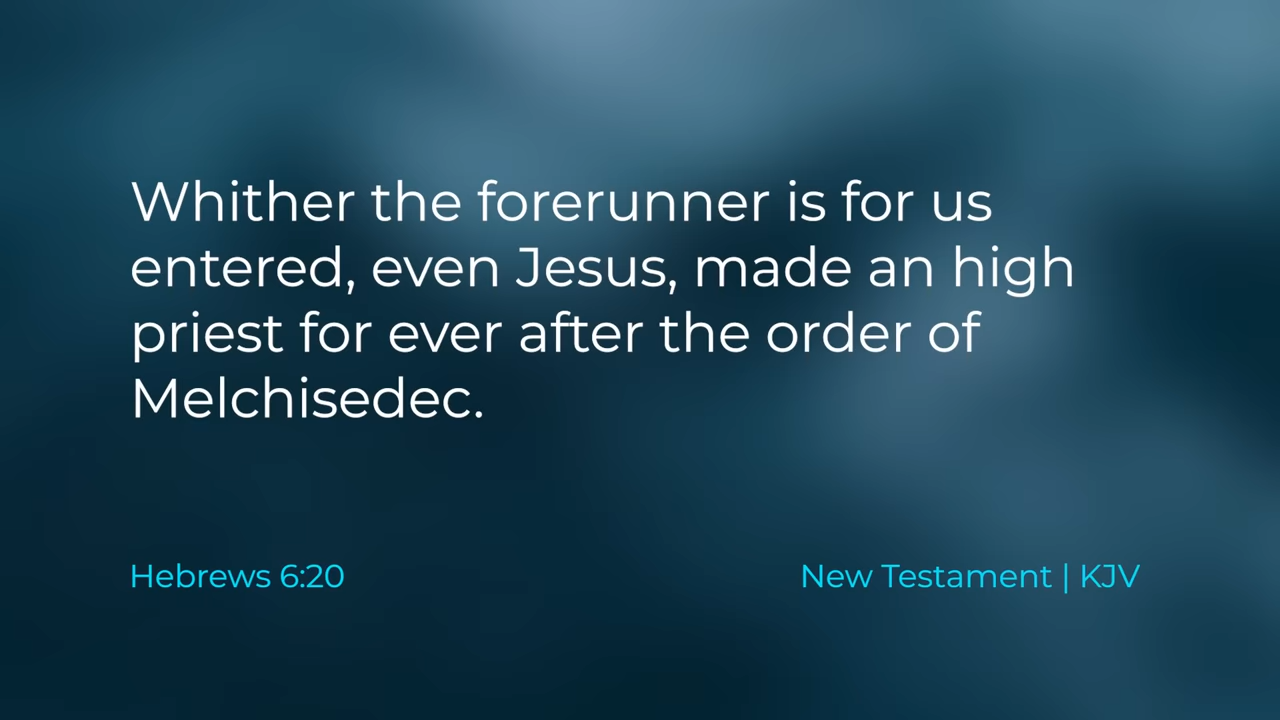 Whither the forerunner is for us
entered, even Jesus, made an high
priest for ever after the order of
Melchisedec.
Hebrews 6:20
New Testament | KJV